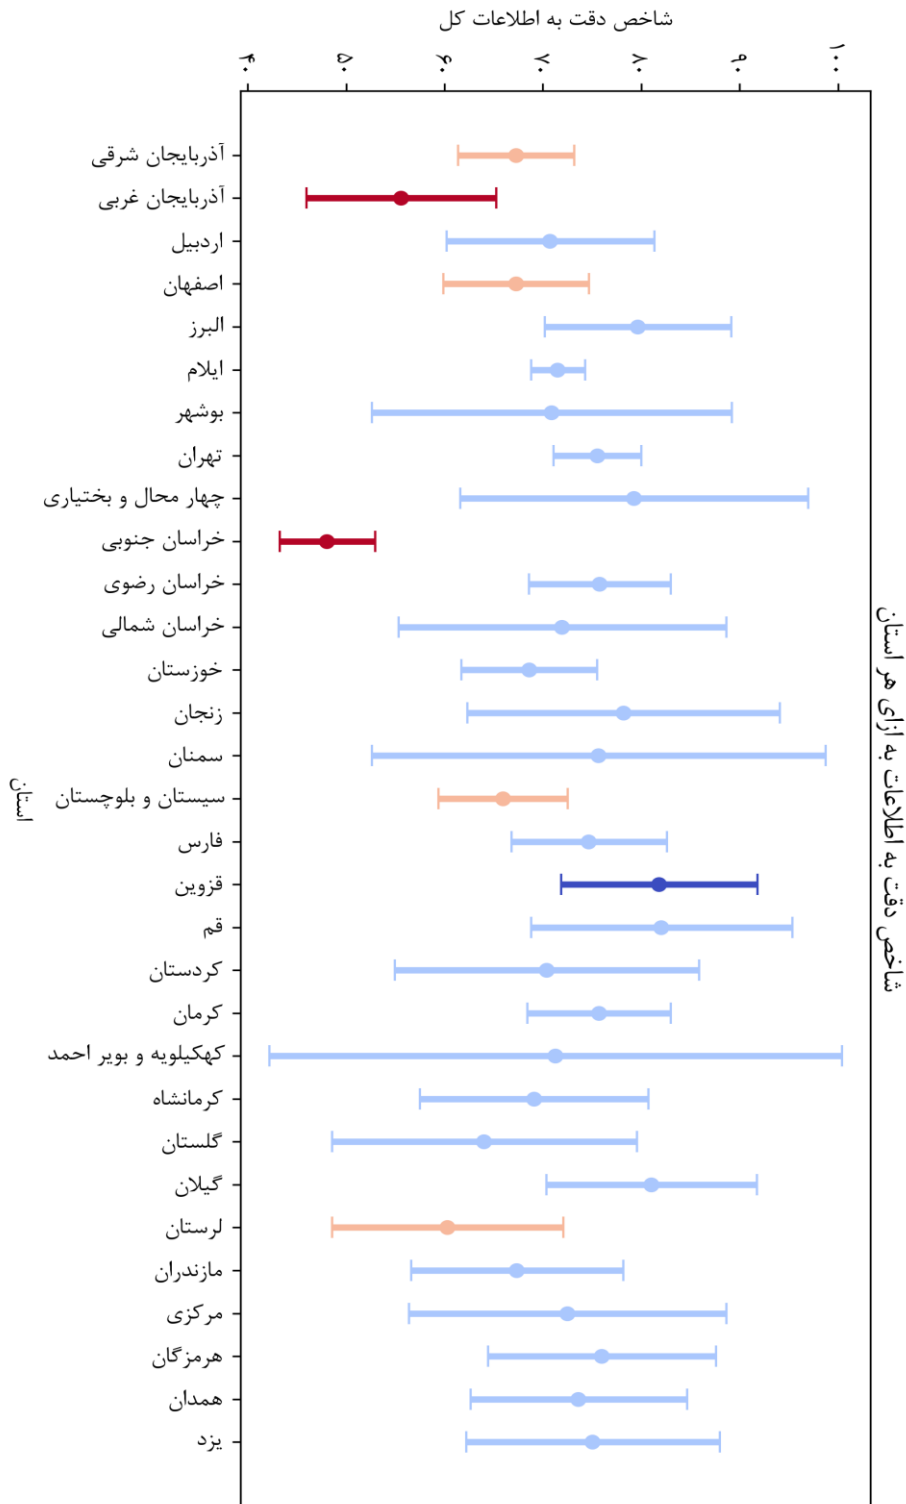 شاخص دقت به اطلاعات کل
۴۰
۵۰
۶۰
۷۰
۸۰
۹۰
۱۰۰
آذربایجان شرقی
آذربایجان غربی
اردبیل
اصفهان
البرز
ایلام
بوشهر
تهران
چهار محال و بختیاری
خراسان جنوبی
خراسان رضوی
خراسان شمالی
خوزستان
زنجان
سمنان
سیستان و بلوچستان
فارس
قزوین
قم
کردستان
کرمان
کهکیلویه و بویر احمد
کرمانشاه
گلستان
گیلان
لرستان
مازندران
مرکزی
هرمزگان
همدان
یزد
استان
شاخص دقت به اطلاعات به ازای هر استان